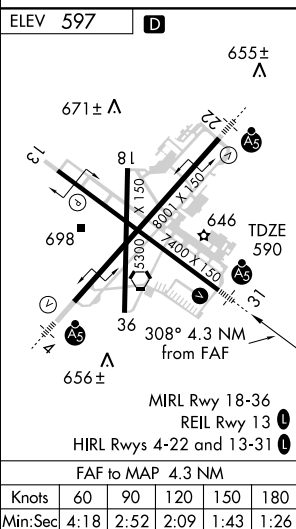 ELEV 597
D
655±
671± Λ
Λ
22
A5
V
13
18
P
8001 X 150
5300 X 150
7400 X 150
698
646
TDZE
590
A5
31
V
V
4
A5
36
308° 4.3 NM
from FAF
Λ
656±
MIRL Rwy 18-36
REIL Rwy 13 L
HIRL Rwys 4-22 and 13-31 L
FAF to MAP 4.3 NM
Knots 60 90 120 150 180
Min:Sec 4:18 2:52 2:09 1:43 1:26